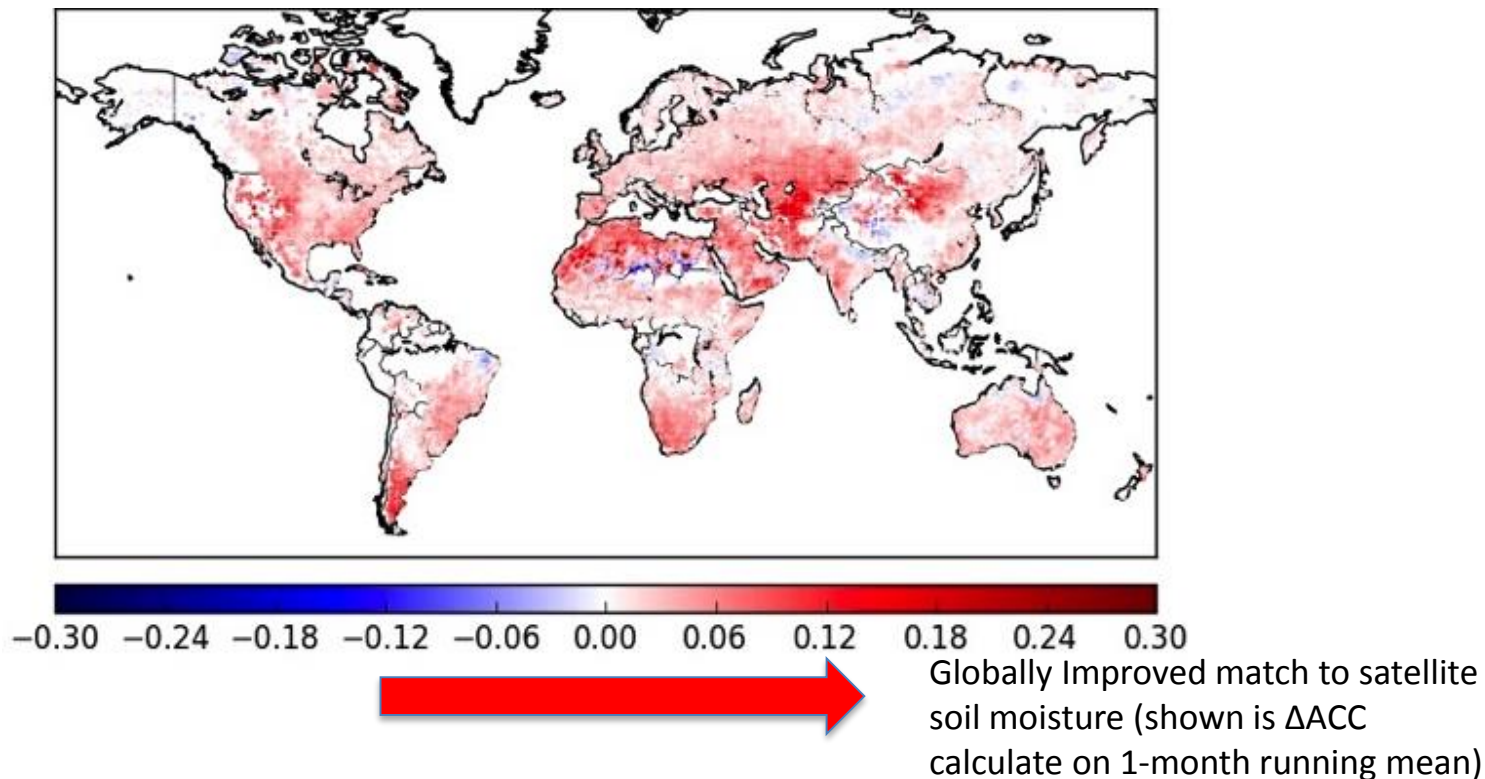 −0.30 −0.24 −0.18 −0.12 −0.06 0.00 0.06 0.12 0.18 0.24 0.30
Globally Improved match to satellite
soil moisture (shown is ΔACC
calculate on 1-month running mean)